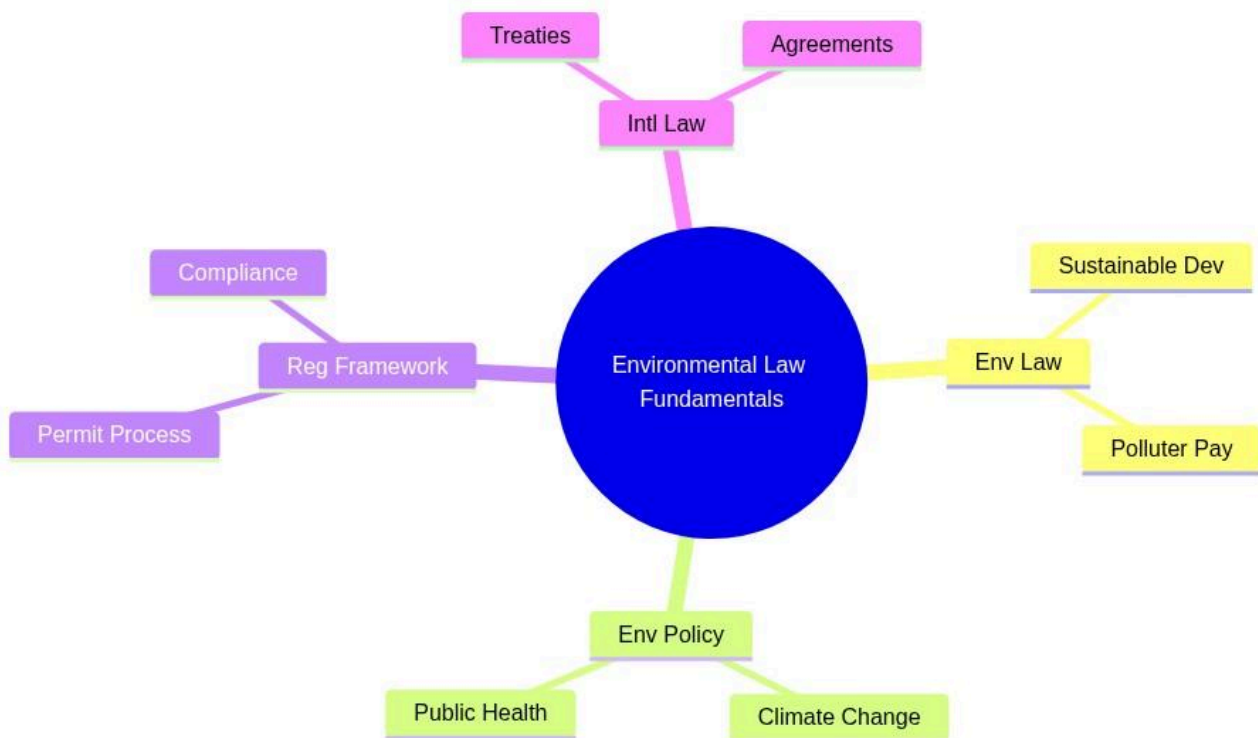 Treaties
Agreements
Intl Law
Compliance
Sustainable Dev
Reg Framework
Environmental Law
Fundamentals
Env Law
Permit Process
Polluter Pay
Env Policy
Public Health
Climate Change